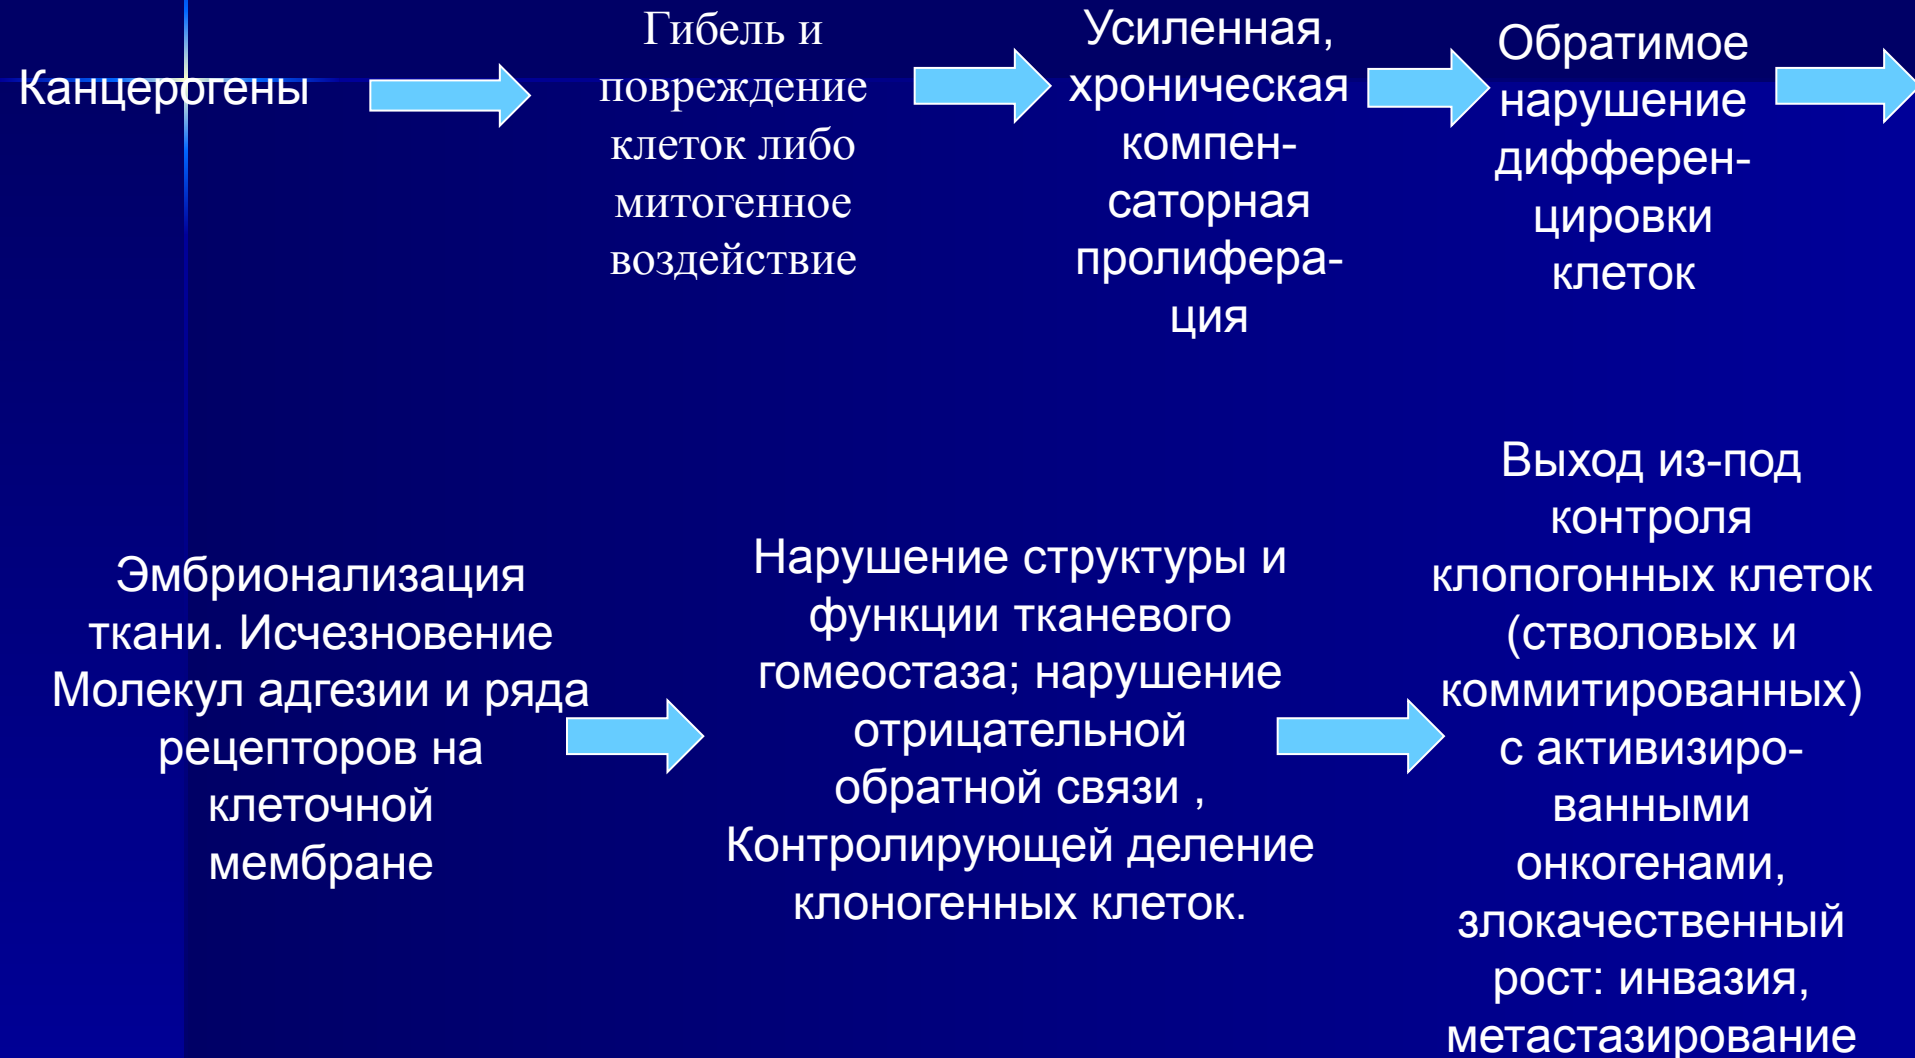 Канцерогены
Гибель и
повреждение
клеток либо
митогенное
воздействие
Усиленная,
хроническая
компен-
саторная
пролифера-
ция
Обратимое
нарушение
дифферен-
цировки
клеток
Эмбрионализация
ткани. Исчезновение
Молекул адгезии и ряда
рецепторов на
клеточной
мембране
Нарушение структуры и
функции тканевого
гомеостаза; нарушение
отрицательной
обратной связи ,
Контролирующей деление
клоногенных клеток.
Выход из-под
контроля
клопогонных клеток
(стволовых и
коммитированных)
с активизиро-
ванными
онкогенами,
злокачественный
рост: инвазия,
метастазирование